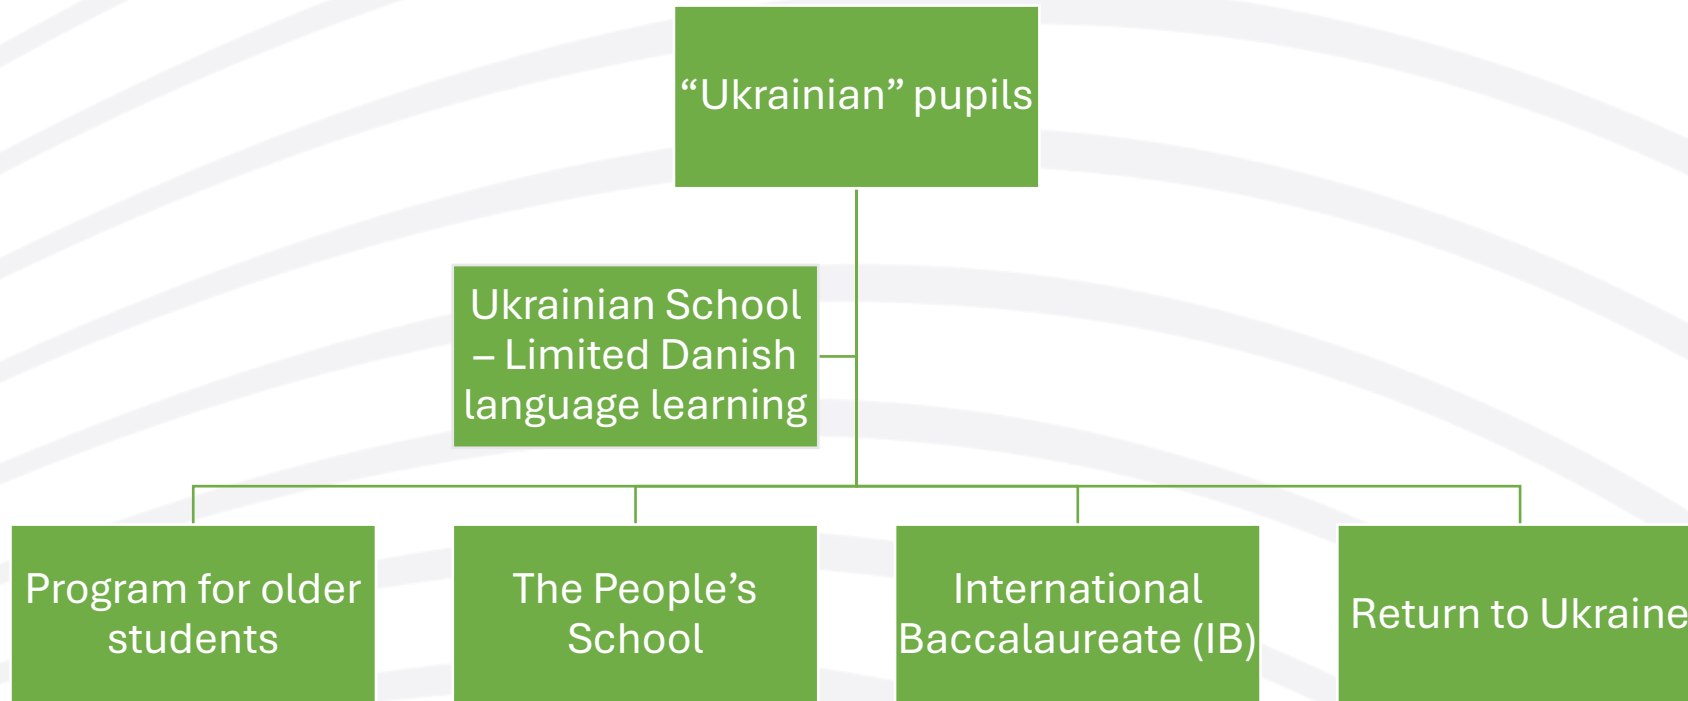 “Ukrainian” pupils
Ukrainian School
– Limited Danish
language learning
Program for older
students
The People’s
School
International
Baccalaureate (IB)
Return to Ukraine